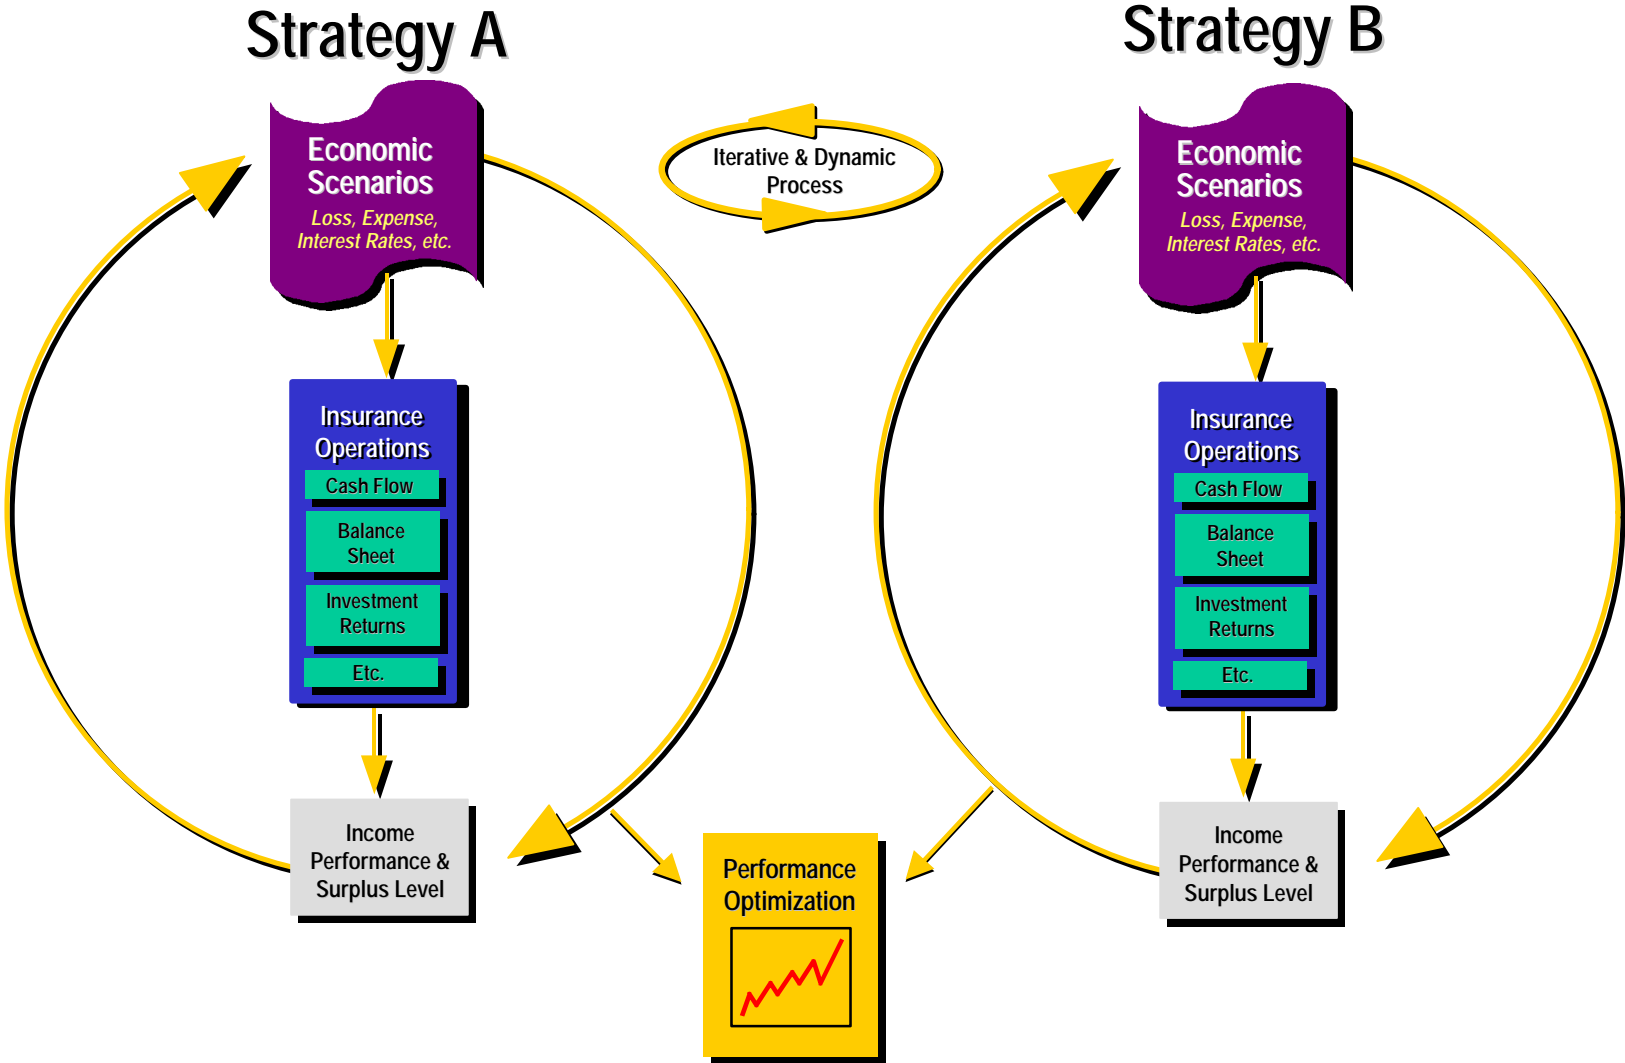 Strategy A
Economic
Scenarios
Loss, Expense,
Interest Rates, etc.
Insurance
Operations
Cash Flow
Balance
Sheet
Investment
Returns
Etc.
Income
Performance &
Surplus Level
Iterative & Dynamic
Process
Performance
Optimization
Strategy B
Economic
Scenarios
Loss, Expense,
Interest Rates, etc.
Insurance
Operations
Cash Flow
Balance
Sheet
Investment
Returns
Etc.
Income
Performance &
Surplus Level